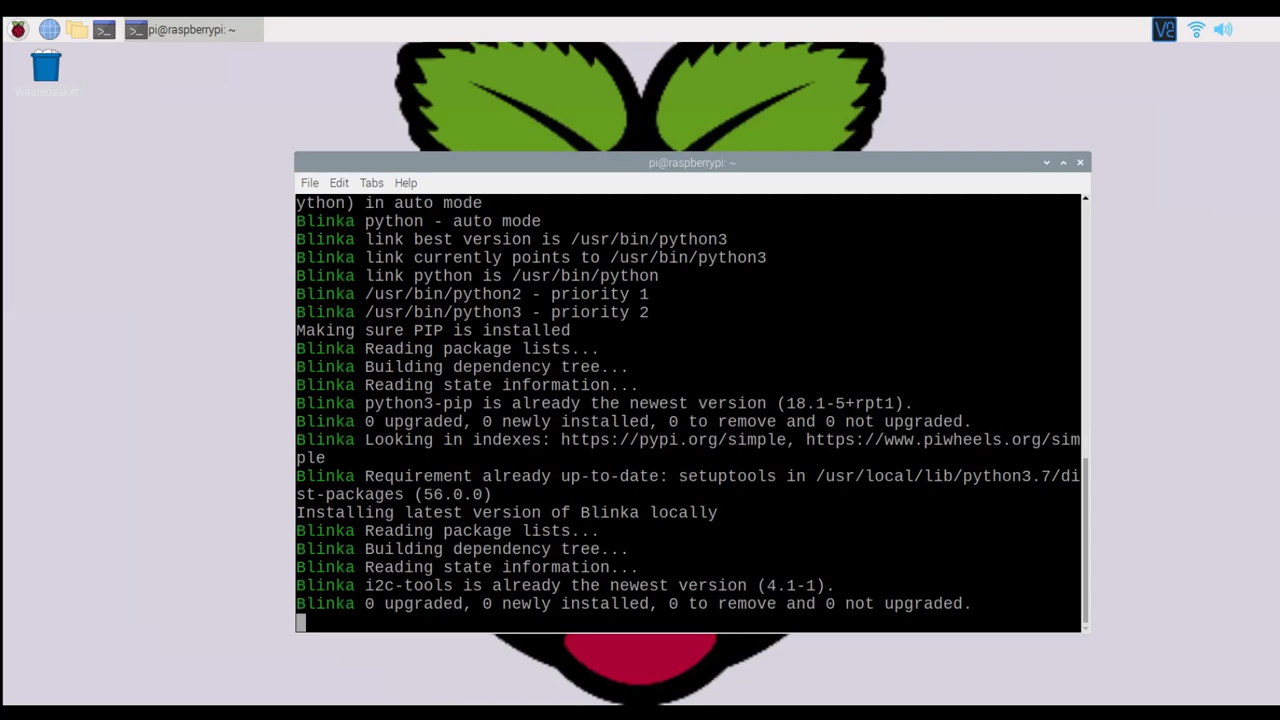 pi@raspberrypi: ~
V2
Wastebasket
pi@raspberrypi: ~
File Edit Tabs Help
ython) in auto mode
Blinka python - auto mode
Blinka link best version is /usr/bin/python3
Blinka link currently points to /usr/bin/python3
Blinka link python is /usr/bin/python
Blinka /usr/bin/python2 - priority 1
Blinka /usr/bin/python3 - priority 2
Making sure PIP is installed
Blinka Reading package lists...
Blinka Building dependency tree...
Blinka Reading state information...
Blinka python3-pip is already the newest version (18.1-5+rpt1).
Blinka 0 upgraded, 0 newly installed, 0 to remove and 0 not upgraded.
Blinka Looking in indexes: https://pypi.org/simple, https://www.piwheels.org/sim
ple
Blinka Requirement already up-to-date: setuptools in /usr/local/lib/python3.7/di
st-packages (56.0.0)
Installing latest version of Blinka locally
Blinka Reading package lists...
Blinka Building dependency tree...
Blinka Reading state information...
Blinka i2c-tools is already the newest version (4.1-1).
Blinka 0 upgraded, 0 newly installed, 0 to remove and 0 not upgraded.